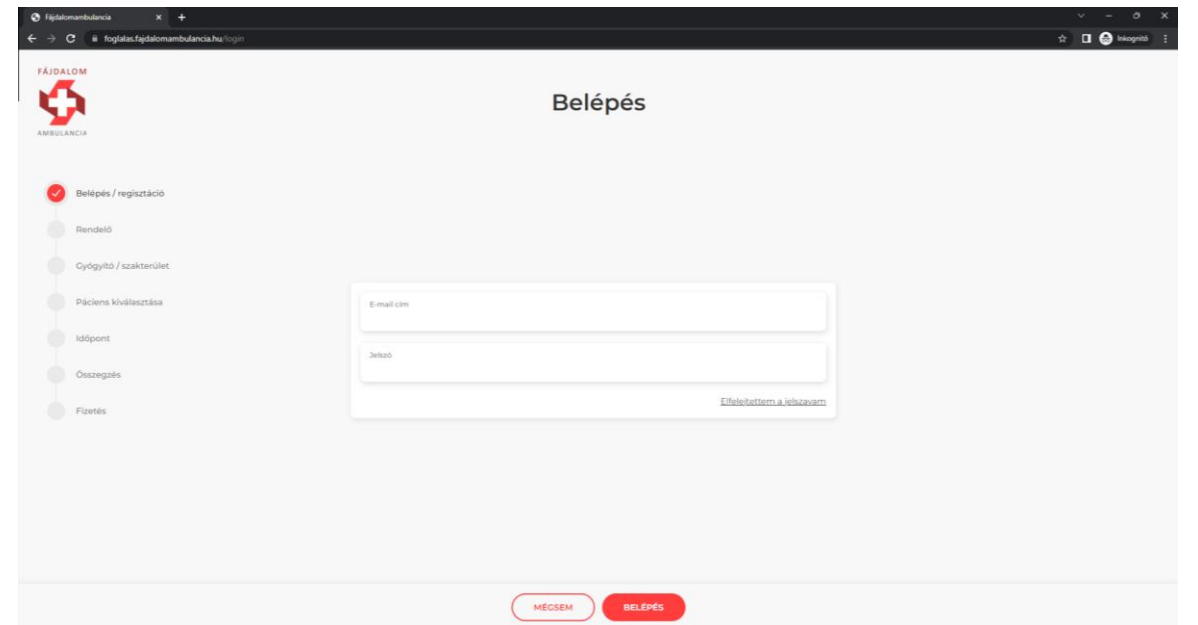 Fájdalomambulancia
foglalas.fajdalomambulancia.hu/login
Inkognitó
FÁJDALOM
AMBULANCIA
Belépés
Belépés / regisztáció
Rendelő
Gyógyító / szakterület
Páciens kiválasztása
Időpont
Összegzés
Fizetés
E-mail cím
Jelszó
Elfelejtettem a jelszavam
MÉGSEM
BELÉPÉS